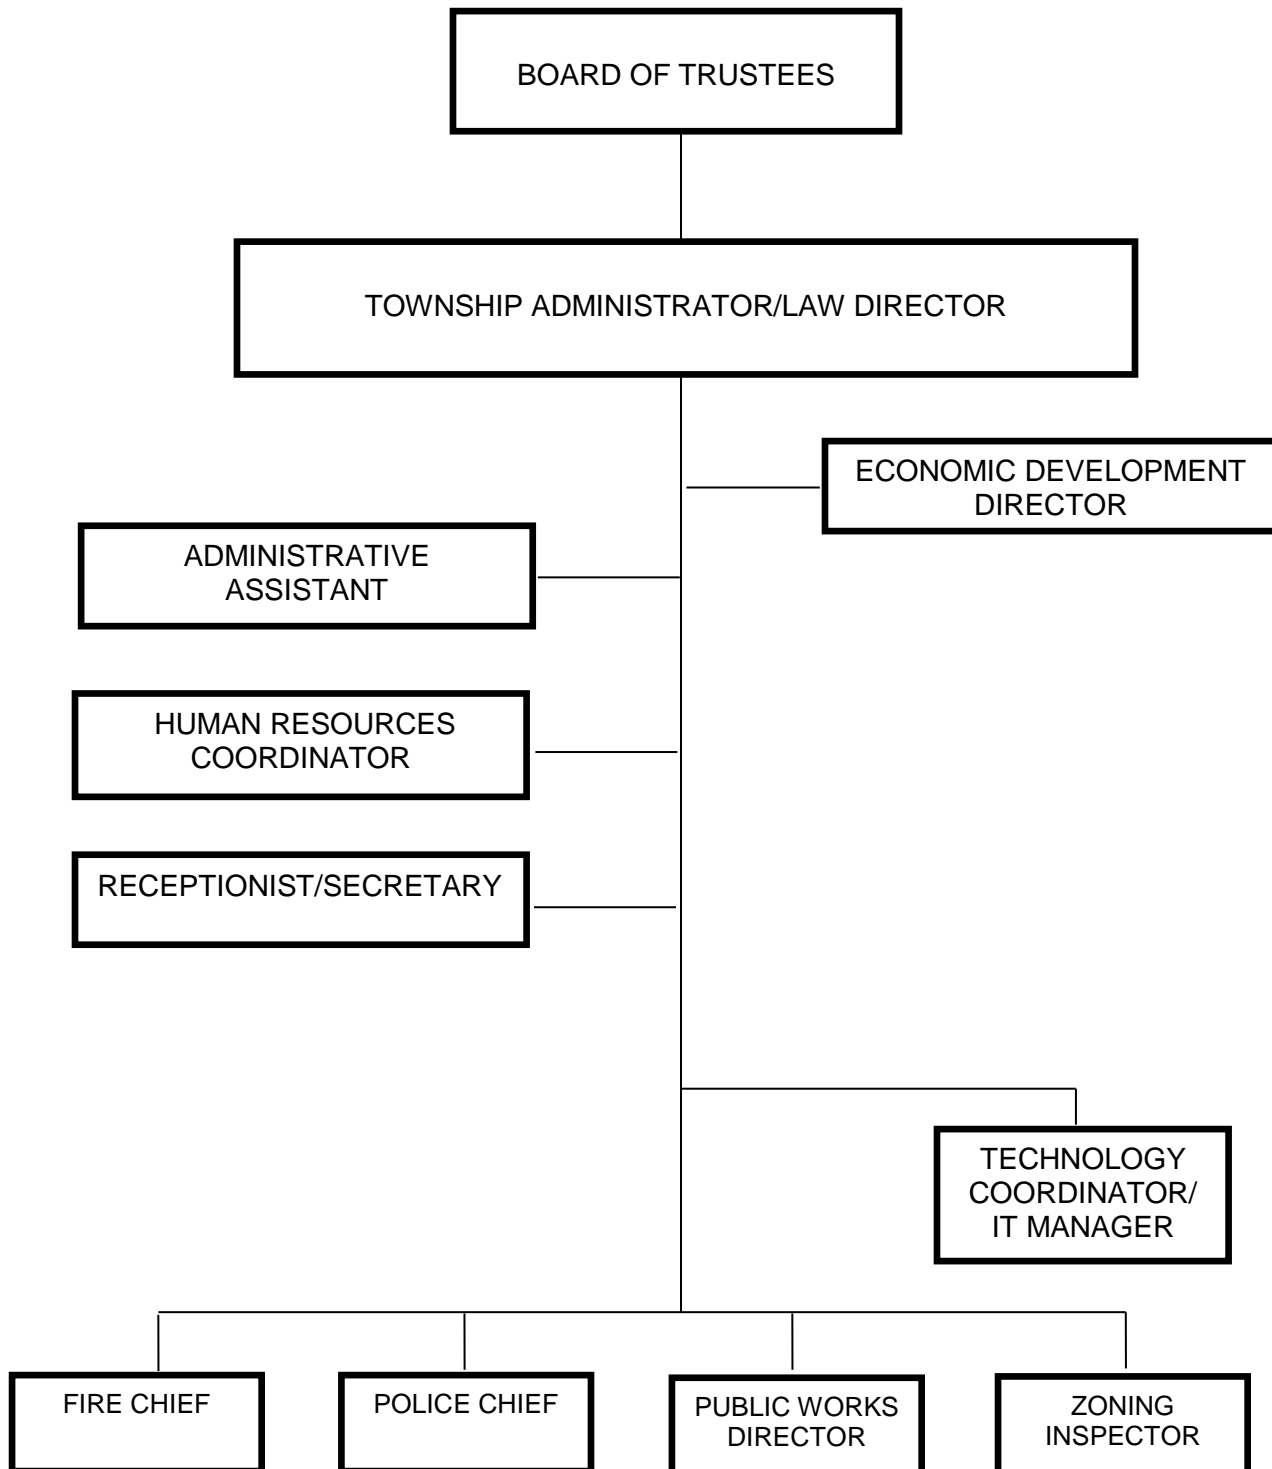 BOARD OF TRUSTEES
TOWNSHIP ADMINISTRATOR/LAW DIRECTOR
ECONOMIC DEVELOPMENT
DIRECTOR
ADMINISTRATIVE
ASSISTANT
HUMAN RESOURCES
COORDINATOR
RECEPTIONIST/SECRETARY
TECHNOLOGY
COORDINATOR/
IT MANAGER
FIRE CHIEF
POLICE CHIEF
PUBLIC WORKS
DIRECTOR
ZONING
INSPECTOR